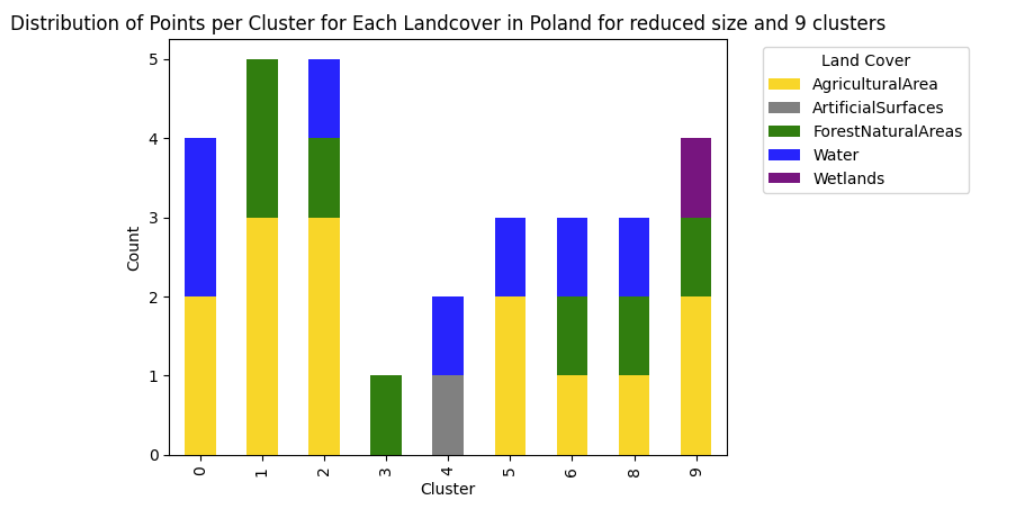 Distribution of Points per Cluster for Each Landcover in Poland for reduced size and 9 clusters
5
4
3
2
1
0
Count
0 1 2 3 4 5 6 8 9
Cluster
Land Cover
AgriculturalArea
ArtificialSurfaces
ForestNaturalAreas
Water
Wetlands